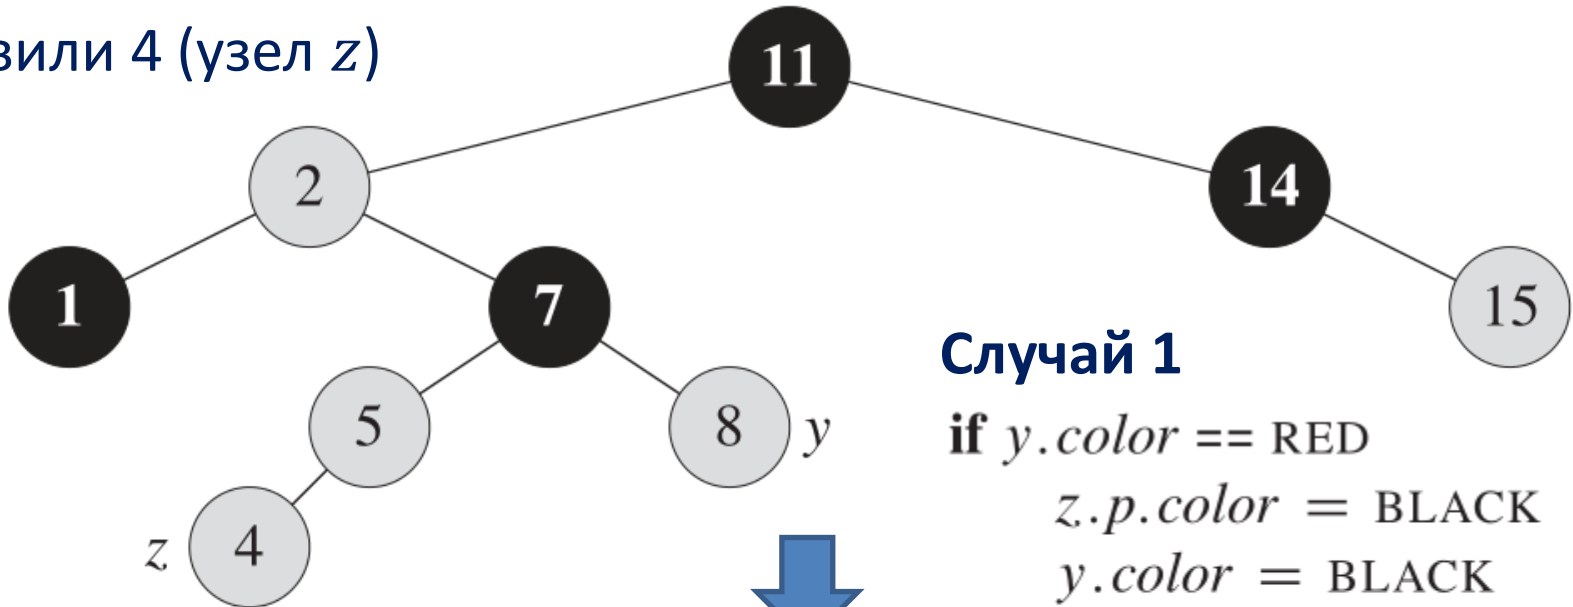 вили 4 (узел z)
11
2
14
1
7
15
5
8 y
z 4
Случай 1
if y.color == RED
z.p.color = BLACK
y.color = BLACK